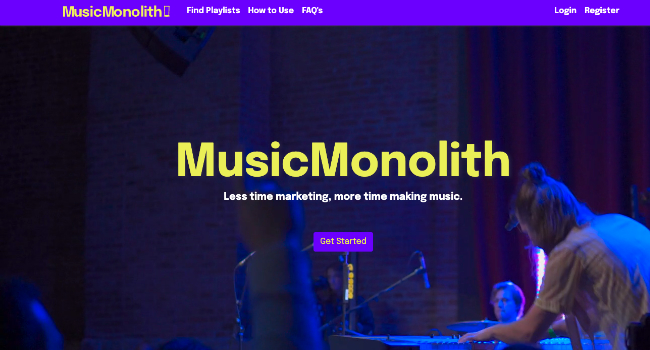 MusicMonolith
Find Playlists How to Use FAQ's
Login Register
MusicMonolith
Less time marketing, more time making music.
Get Started